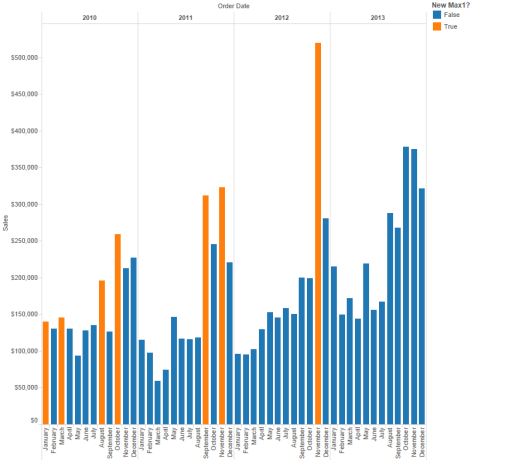 Order Date
New Max1?
2010 2011 2012 2013
False
True
$500,000
$450,000
$400,000
$350,000
$300,000
$250,000
$200,000
$150,000
$100,000
$50,000
$0
Sales
January February March April May June July August September October November December January February March April May June July August September October November December January February March April May June July August September October November December January February March April May June July August September October November December